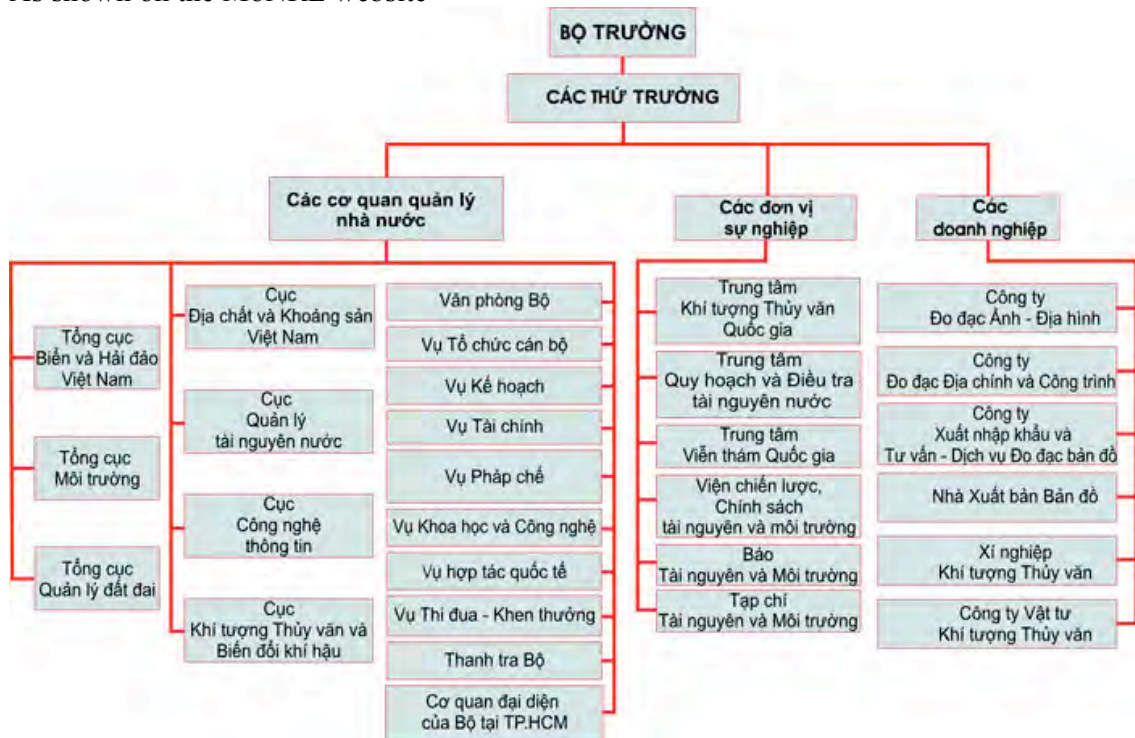 As shown on the MONRE website
BỘ TRƯỞNG
CÁC THỨ TRƯỞNG
Các cơ quan quản lý
nhà nước
Các đơn vị
sự nghiệp
Các
doanh nghiệp
Tổng cục
Biển và Hải đảo
Việt Nam
Tổng cục
Môi trường
Tổng cục
Quản lý đất đai
Cục
Địa chất và Khoáng sản
Việt Nam
Cục
Quản lý
tài nguyên nước
Cục
Công nghệ
thông tin
Cục
Khí tượng Thủy văn và
Biến đổi khí hậu
Văn phòng Bộ
Vụ Tổ chức cán bộ
Vụ Kế hoạch
Vụ Tài chính
Vụ Pháp chế
Vụ Khoa học và Công nghệ
Vụ hợp tác quốc tế
Vụ Thi đua - Khen thưởng
Thanh tra Bộ
Cơ quan đại diện
của Bộ tại TP.HCM
Trung tâm
Khí tượng Thủy văn
Quốc gia
Trung tâm
Quy hoạch và Điều tra
tài nguyên nước
Trung tâm
Viễn thám Quốc gia
Viện chiến lược,
Chính sách
tài nguyên và môi trường
Báo
Tài nguyên và Môi trường
Tạp chí
Tài nguyên và Môi trường
Công ty
Đo đạc Ảnh - Địa hình
Công ty
Đo đạc Địa chính và Công trình
Công ty
Xuất nhập khẩu và
Tư vấn - Dịch vụ Đo đạc bản đồ
Nhà Xuất bản Bản đồ
Xí nghiệp
Khí tượng Thủy văn
Công ty Vật tư
Khí tượng Thủy văn